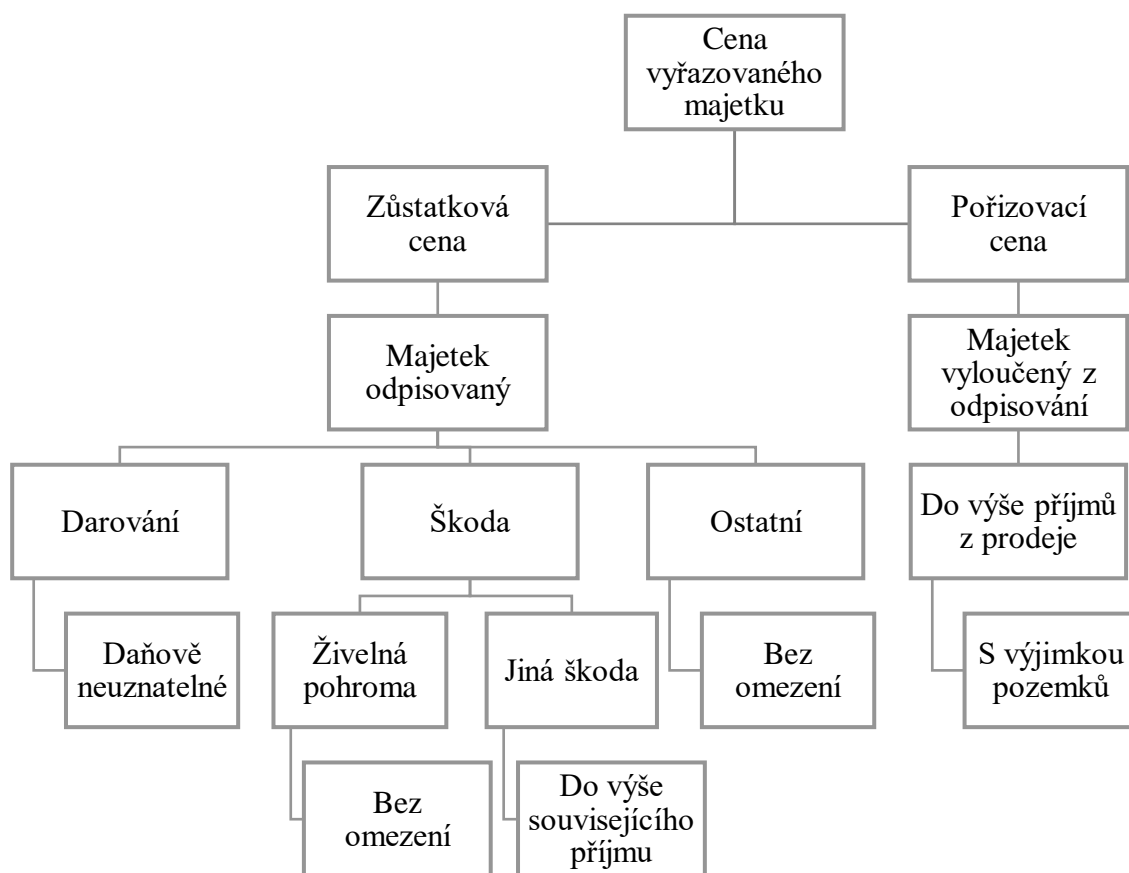 Cena
vyřazovaného
majetku
Zůstatková
cena
Pořizovací
cena
Majetek
odpisovaný
Majetek
vyloučený z
odpisování
Darování
Škoda
Ostatní
Do výše příjmů
z prodeje
Daňově
neuznatelné
Živelná
pohroma
Jiná škoda
Bez
omezení
S výjimkou
pozemků
Bez
omezení
Do výše
souvisejícího
příjmu